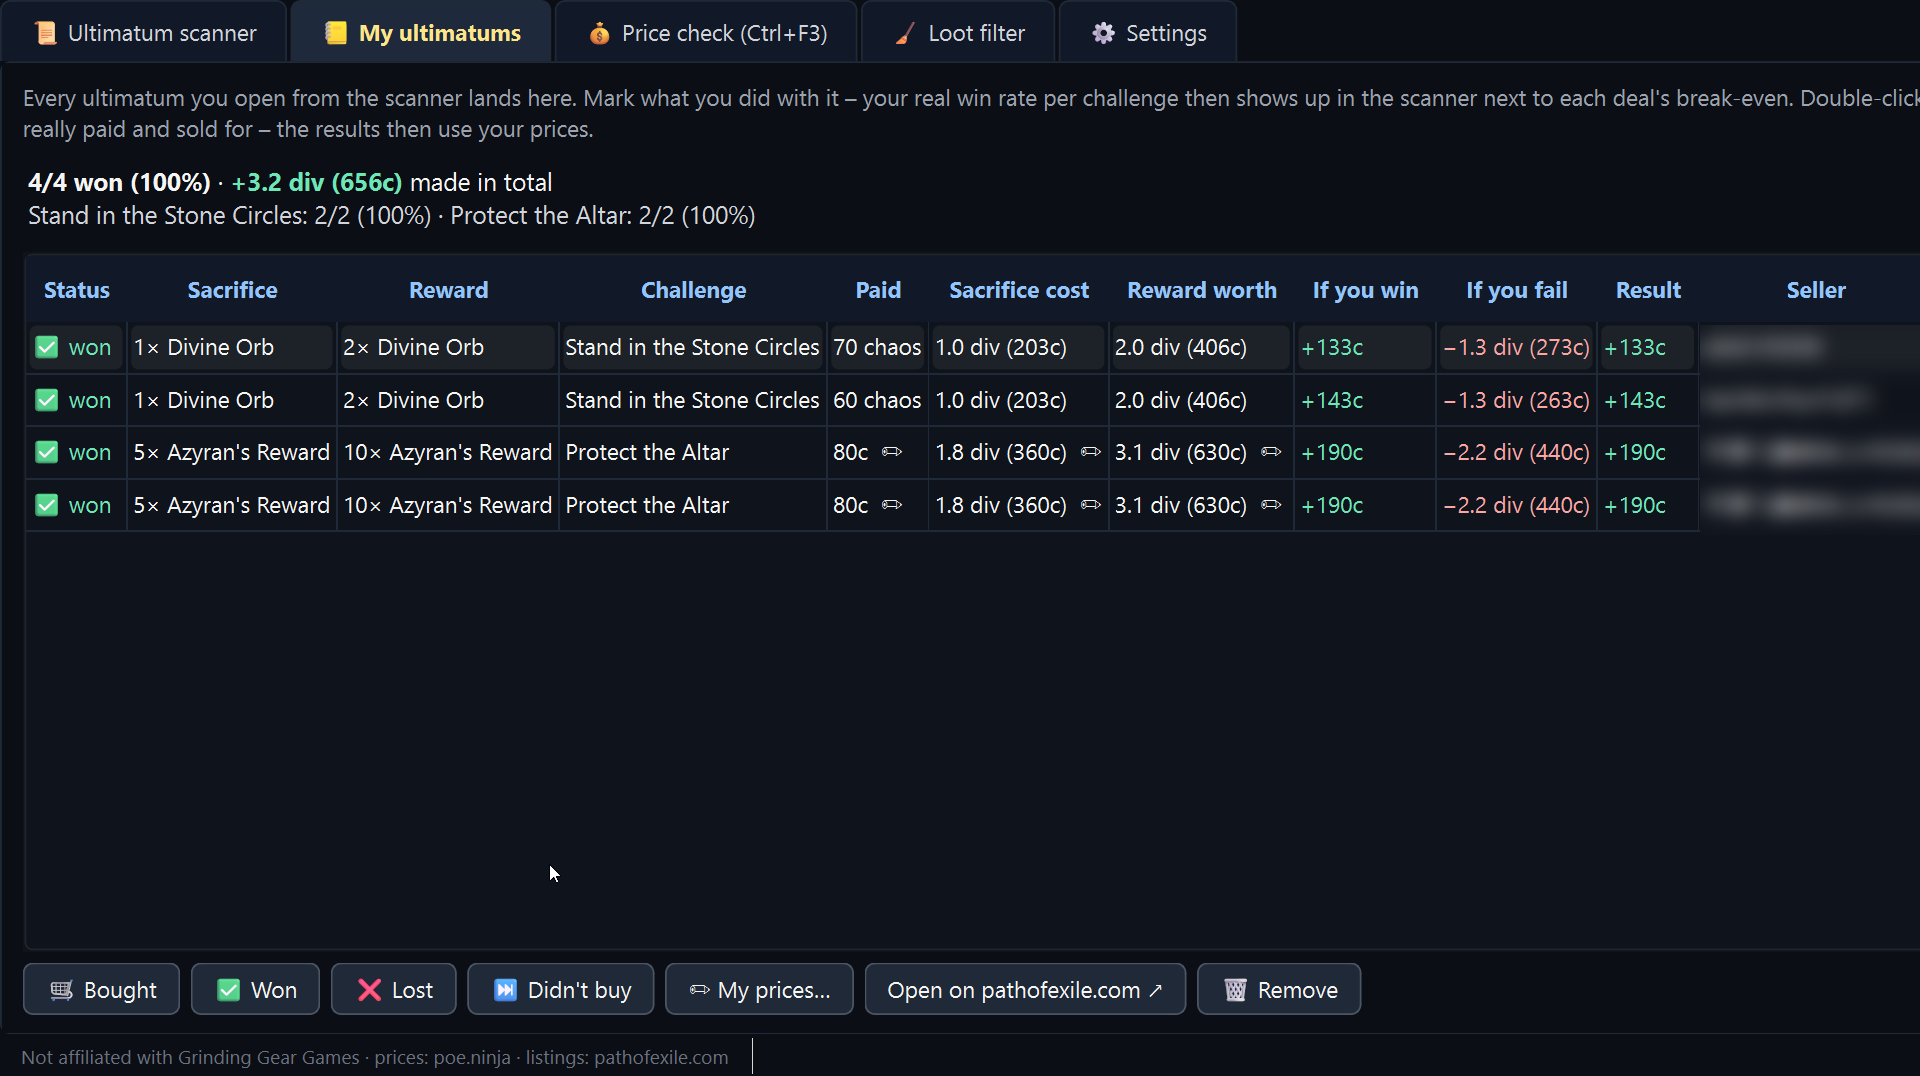 Ultimatum scanner My ultimatums Price check (Ctrl+F3) Loot filter Settings
Every ultimatum you open from the scanner lands here. Mark what you did with it – your real win rate per challenge then shows up in the scanner next to each deal's break-even. Double-click
really paid and sold for – the results then use your prices.
4/4 won (100%) · +3.2 div (656c) made in total
Stand in the Stone Circles: 2/2 (100%) · Protect the Altar: 2/2 (100%)
Status Sacrifice Reward Challenge Paid Sacrifice cost Reward worth If you win If you fail Result Seller
won 1× Divine Orb 2× Divine Orb Stand in the Stone Circles 70 chaos 1.0 div (203c) 2.0 div (406c) +133c −1.3 div (273c) +133c
won 1× Divine Orb 2× Divine Orb Stand in the Stone Circles 60 chaos 1.0 div (203c) 2.0 div (406c) +143c −1.3 div (263c) +143c
won 5× Azyran's Reward 10× Azyran's Reward Protect the Altar 80c 1.8 div (360c) 3.1 div (630c) +190c −2.2 div (440c) +190c
won 5× Azyran's Reward 10× Azyran's Reward Protect the Altar 80c 1.8 div (360c) 3.1 div (630c) +190c −2.2 div (440c) +190c
Bought Won Lost Didn't buy My prices... Open on pathofexile.com ↗ Remove
Not affiliated with Grinding Gear Games · prices: poe.ninja · listings: pathofexile.com